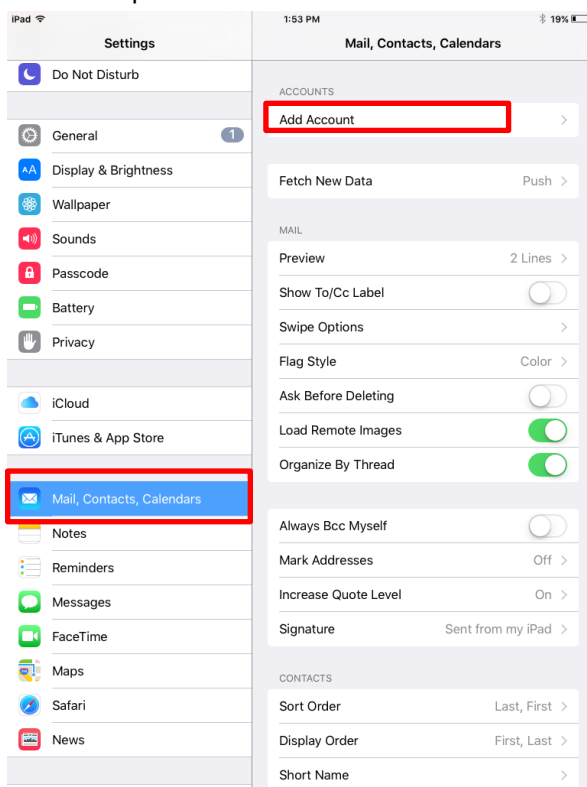 iPad 1:53 PM 19%
Settings
Do Not Disturb
General 1
Display & Brightness
Wallpaper
Sounds
Passcode
Battery
Privacy
iCloud
iTunes & App Store
Mail, Contacts, Calendars
Notes
Reminders
Messages
FaceTime
Maps
Safari
News
Mail, Contacts, Calendars
ACCOUNTS
Add Account
Fetch New Data Push
MAIL
Preview 2 Lines
Show To/Cc Label
Swipe Options
Flag Style Color
Ask Before Deleting
Load Remote Images
Organize By Thread
Always Bcc Myself
Mark Addresses Off
Increase Quote Level On
Signature Sent from my iPad
CONTACTS
Sort Order Last, First
Display Order First, Last
Short Name